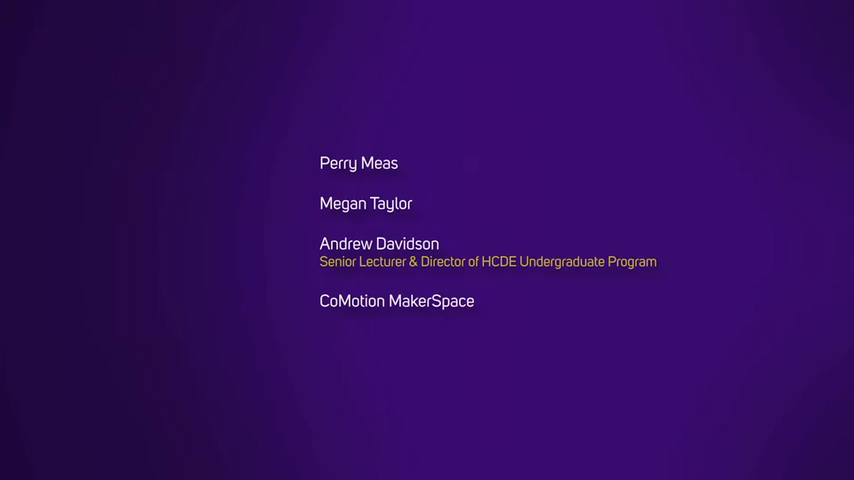 Perry Meas
Megan Taylor
Andrew Davidson
Senior Lecturer & Director of HCDE Undergraduate Program
CoMotion MakerSpace